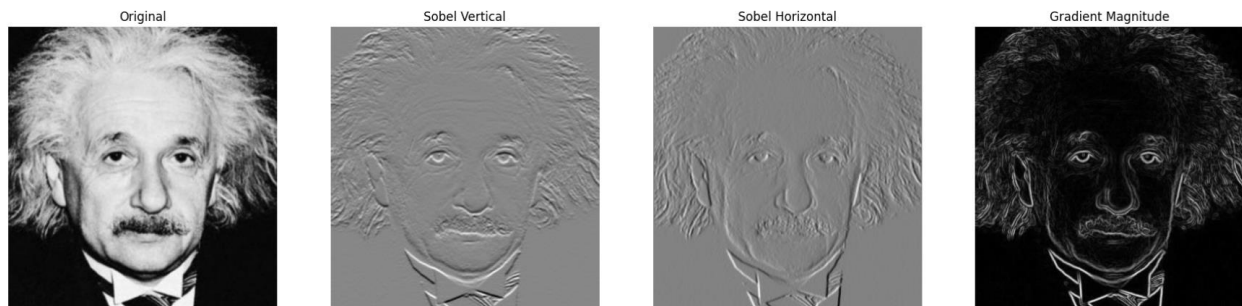 Original
Sobel Vertical
Sobel Horizontal
Gradient Magnitude